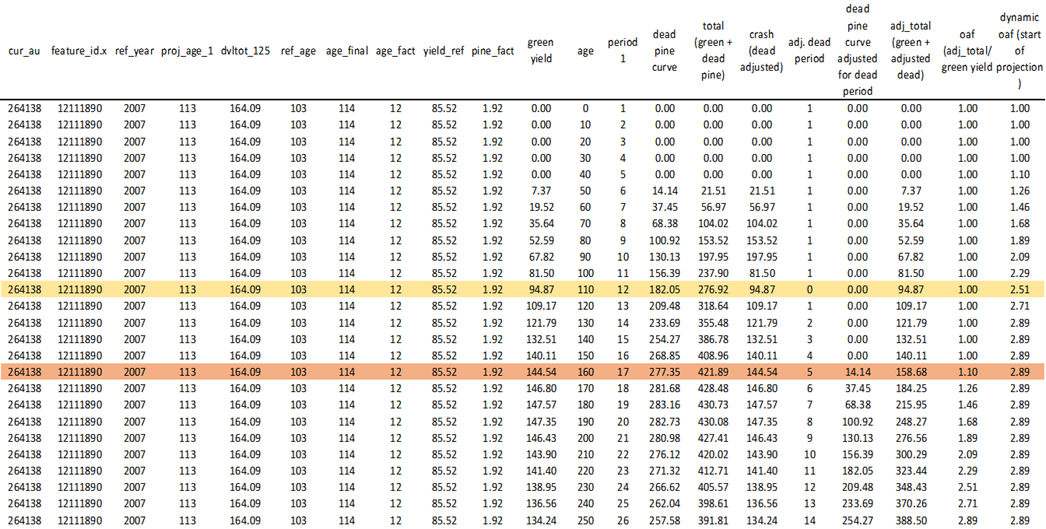 cur_au feature_id.x ref_year proj_age_1 dvltot_125 ref_age age_final age_fact yield_ref pine_fact green yield age period 1 dead pine curve total (green + dead pine) crash (dead adjusted) adj. dead period dead pine curve adjusted for dead period adj_total (green + adjusted dead) oaf (adj_total/ green yield) dynamic oaf (start of projection )
264138 12111890 2007 113 164.09 103 114 12 85.52 1.92 0.00 0 1 0.00 0.00 0.00 1 0.00 0.00 1.00 1.00
264138 12111890 2007 113 164.09 103 114 12 85.52 1.92 0.00 10 2 0.00 0.00 0.00 1 0.00 0.00 1.00 1.00
264138 12111890 2007 113 164.09 103 114 12 85.52 1.92 0.00 20 3 0.00 0.00 0.00 1 0.00 0.00 1.00 1.00
264138 12111890 2007 113 164.09 103 114 12 85.52 1.92 0.00 30 4 0.00 0.00 0.00 1 0.00 0.00 1.00 1.00
264138 12111890 2007 113 164.09 103 114 12 85.52 1.92 0.00 40 5 0.00 0.00 0.00 1 0.00 0.00 1.00 1.10
264138 12111890 2007 113 164.09 103 114 12 85.52 1.92 7.37 50 6 14.14 21.51 21.51 1 0.00 7.37 1.00 1.26
264138 12111890 2007 113 164.09 103 114 12 85.52 1.92 19.52 60 7 37.45 56.97 56.97 1 0.00 19.52 1.00 1.46
264138 12111890 2007 113 164.09 103 114 12 85.52 1.92 35.64 70 8 68.38 104.02 104.02 1 0.00 35.64 1.00 1.68
264138 12111890 2007 113 164.09 103 114 12 85.52 1.92 52.59 80 9 100.92 153.52 153.52 1 0.00 52.59 1.00 1.89
264138 12111890 2007 113 164.09 103 114 12 85.52 1.92 67.82 90 10 130.13 197.95 197.95 1 0.00 67.82 1.00 2.09
264138 12111890 2007 113 164.09 103 114 12 85.52 1.92 81.50 100 11 156.39 237.90 81.50 1 0.00 81.50 1.00 2.29
264138 12111890 2007 113 164.09 103 114 12 85.52 1.92 94.87 110 12 182.05 276.92 94.87 0 0.00 94.87 1.00 2.51
264138 12111890 2007 113 164.09 103 114 12 85.52 1.92 109.17 120 13 209.48 318.64 109.17 1 0.00 109.17 1.00 2.71
264138 12111890 2007 113 164.09 103 114 12 85.52 1.92 121.79 130 14 233.69 355.48 121.79 2 0.00 121.79 1.00 2.89
264138 12111890 2007 113 164.09 103 114 12 85.52 1.92 132.51 140 15 254.27 386.78 132.51 3 0.00 132.51 1.00 2.89
264138 12111890 2007 113 164.09 103 114 12 85.52 1.92 140.11 150 16 268.85 408.96 140.11 4 0.00 140.11 1.00 2.89
264138 12111890 2007 113 164.09 103 114 12 85.52 1.92 144.54 160 17 277.35 421.89 144.54 5 14.14 158.68 1.10 2.89
264138 12111890 2007 113 164.09 103 114 12 85.52 1.92 146.80 170 18 281.68 428.48 146.80 6 37.45 184.25 1.26 2.89
264138 12111890 2007 113 164.09 103 114 12 85.52 1.92 147.57 180 19 283.16 430.73 147.57 7 68.38 215.95 1.46 2.89
264138 12111890 2007 113 164.09 103 114 12 85.52 1.92 147.35 190 20 282.73 430.08 147.35 8 100.92 248.27 1.68 2.89
264138 12111890 2007 113 164.09 103 114 12 85.52 1.92 146.43 200 21 280.98 427.41 146.43 9 130.13 276.56 1.89 2.89
264138 12111890 2007 113 164.09 103 114 12 85.52 1.92 143.90 210 22 276.12 420.02 143.90 10 156.39 300.29 2.09 2.89
264138 12111890 2007 113 164.09 103 114 12 85.52 1.92 141.40 220 23 271.32 412.71 141.40 11 182.05 323.44 2.29 2.89
264138 12111890 2007 113 164.09 103 114 12 85.52 1.92 138.95 230 24 266.62 405.57 138.95 12 209.48 348.43 2.51 2.89
264138 12111890 2007 113 164.09 103 114 12 85.52 1.92 136.56 240 25 262.04 398.61 136.56 13 233.69 370.26 2.71 2.89
264138 12111890 2007 113 164.09 103 114 12 85.52 1.92 134.24 250 26 257.58 391.81 134.24 14 254.27 388.50 2.89 2.89